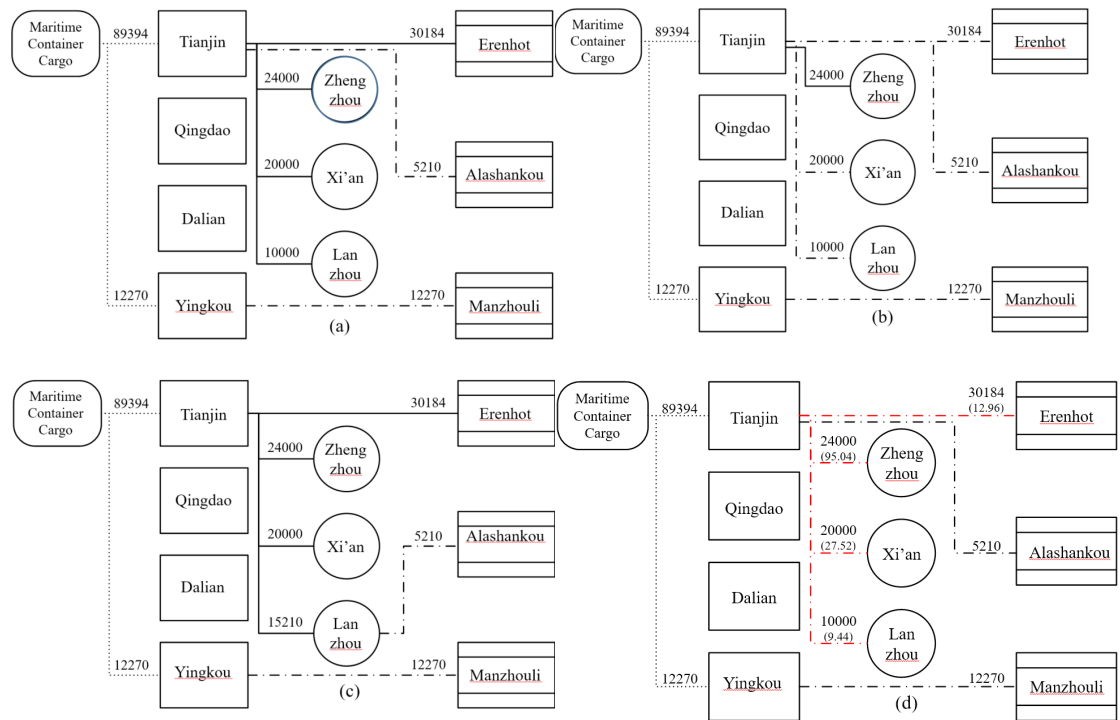 Maritime
Container
Cargo
89394
12270
Tianjin
Qingdao
Dalian
Yingkou
24000
20000
10000
Zheng
zhou
Xi’an
Lan
zhou
30184
5210
12270
Erenhot
Alashankou
Manzhouli
(a)
Maritime
Container
Cargo
89394
12270
Tianjin
Qingdao
Dalian
Yingkou
24000
20000
10000
Zheng
zhou
Xi’an
Lan
zhou
30184
5210
12270
Erenhot
Alashankou
Manzhouli
(b)
Maritime
Container
Cargo
89394
12270
Tianjin
Qingdao
Dalian
Yingkou
24000
20000
15210
Zheng
zhou
Xi’an
Lan
zhou
30184
5210
12270
Erenhot
Alashankou
Manzhouli
(c)
Maritime
Container
Cargo
89394
12270
Tianjin
Qingdao
Dalian
Yingkou
24000
(95.04)
20000
(27.52)
10000
(9.44)
Zheng
zhou
Xi’an
Lan
zhou
30184
(12.96)
5210
12270
Erenhot
Alashankou
Manzhouli
(d)